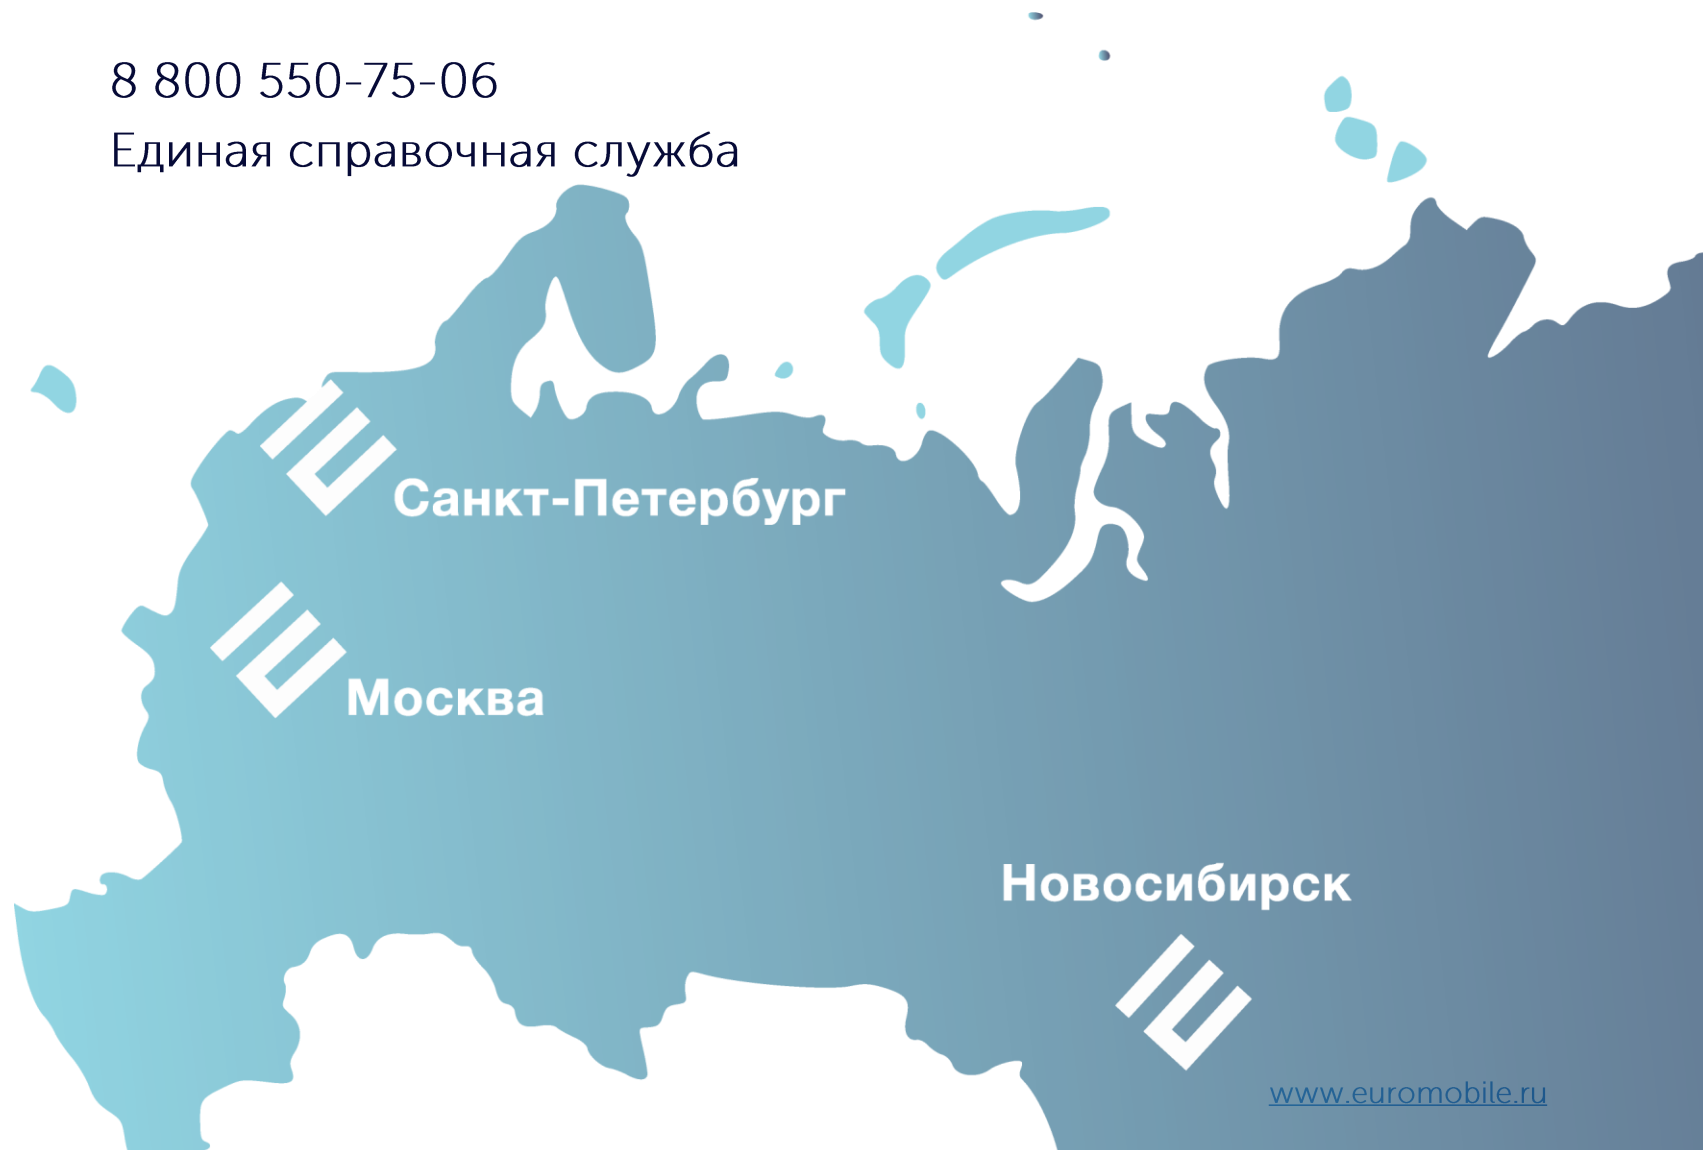 8 800 550-75-06
Единая справочная служба
Санкт-Петербург
Москва
Новосибирск
www.euromobile.ru